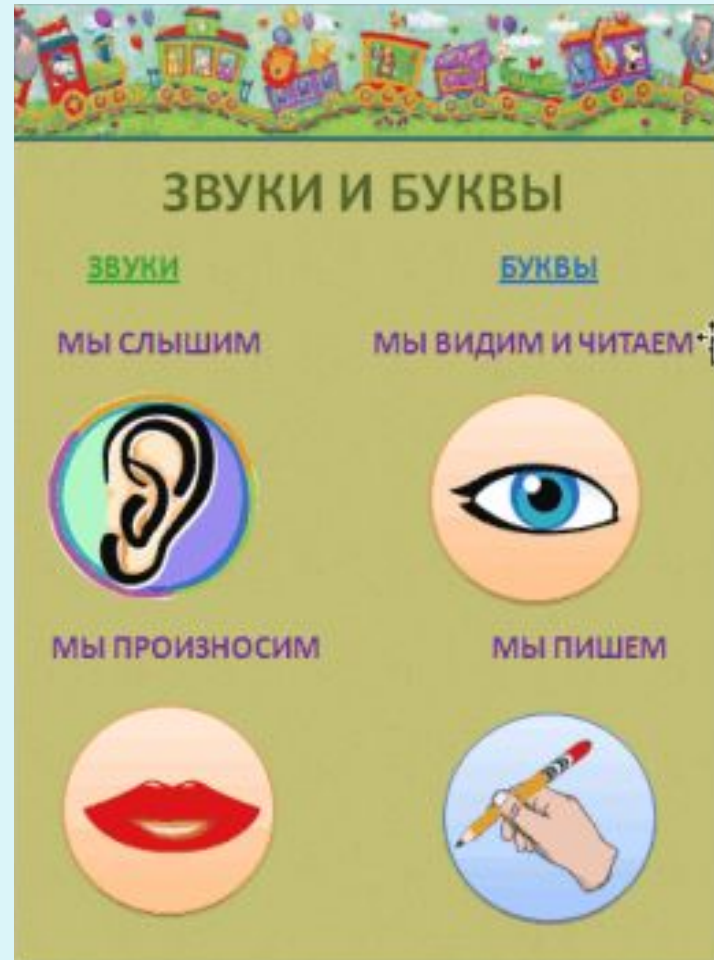 ЗВУКИ И БУКВЫ
ЗВУКИ
БУКВЫ
МЫ СЛЫШИМ
МЫ ВИДИМ И ЧИТАЕМ
МЫ ПРОИЗНОСИМ
МЫ ПИШЕМ